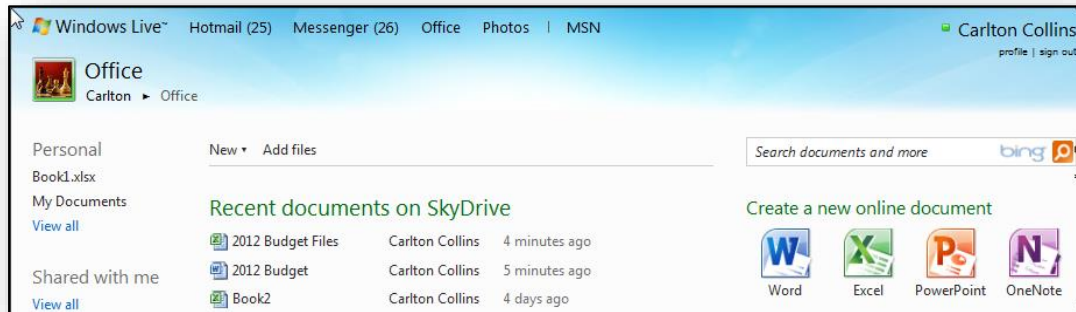 Windows Live™ Hotmail (25) Messenger (26) Office Photos | MSN Carlton Collins
profile | sign out
Office
Carlton ► Office
Personal
Book1.xlsx
My Documents
View all
Shared with me
View all
New ▾ Add files
Recent documents on SkyDrive
2012 Budget Files Carlton Collins 4 minutes ago
2012 Budget Carlton Collins 5 minutes ago
Book2 Carlton Collins 4 days ago
Search documents and more bing
Create a new online document
Word Excel PowerPoint OneNote